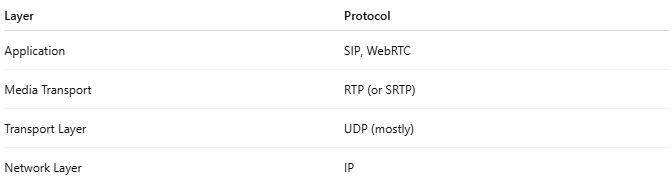 Layer Protocol
Application SIP, WebRTC
Media Transport RTP (or SRTP)
Transport Layer UDP (mostly)
Network Layer IP